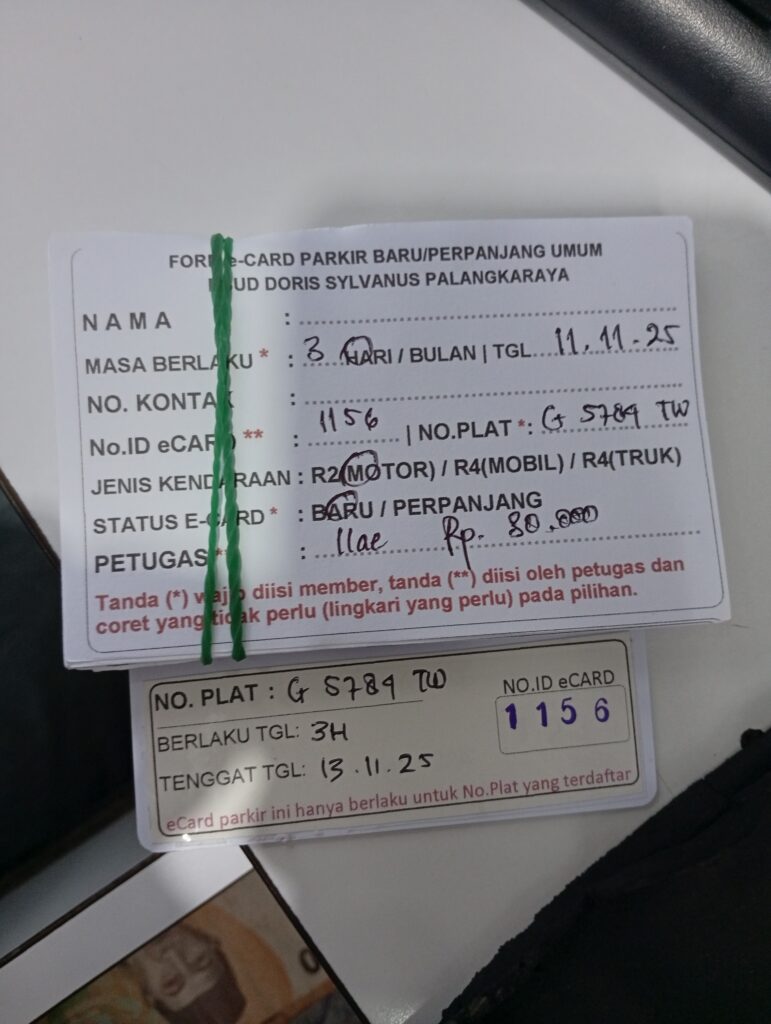 FORM e-CARD PARKIR BARU/PERPANJANG UMUM
RSUD DORIS SYLVANUS PALANGKARAYA
NAMA :
MASA BERLAKU * : 3 HARI / BULAN | TGL 11.11.25
NO. KONTAK :
No.ID eCARD ** : 1156 | NO.PLAT *: G 5789 TW
JENIS KENDARAAN : R2(MOTOR) / R4(MOBIL) / R4(TRUK)
STATUS E-CARD * : BARU / PERPANJANG
PETUGAS ** : Rp. 80.000
Tanda (*) wajib diisi member, tanda (**) diisi oleh petugas dan
coret yang tidak perlu (lingkari yang perlu) pada pilihan.
NO. PLAT : G 5789 TW
NO.ID eCARD
1156
BERLAKU TGL: 3H
TENGGAT TGL: 13.11.25
eCard parkir ini hanya berlaku untuk No.Plat yang terdaftar